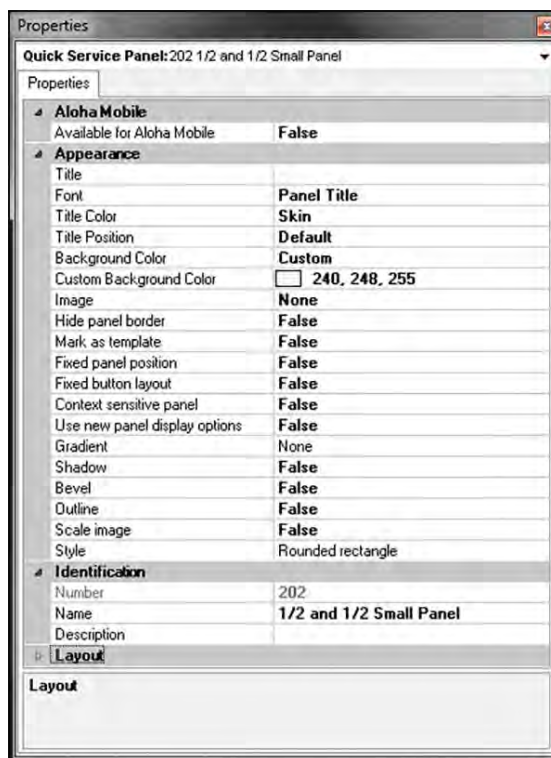 Properties
Quick Service Panel: 202 1/2 and 1/2 Small Panel
Properties
Aloha Mobile
Available for Aloha Mobile False
Appearance
Title
Font Panel Title
Title Color Skin
Title Position Default
Background Color Custom
Custom Background Color 240, 248, 255
Image None
Hide panel border False
Mark as template False
Fixed panel position False
Fixed button layout False
Context sensitive panel False
Use new panel display options False
Gradient None
Shadow False
Bevel False
Outline False
Scale image False
Style Rounded rectangle
Identification
Number 202
Name 1/2 and 1/2 Small Panel
Description
Layout
Layout